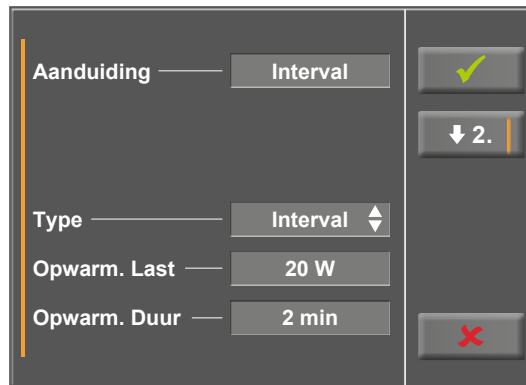 Aanduiding Interval
2.
Type Interval
Opwarm. Last 20 W
Opwarm. Duur 2 min